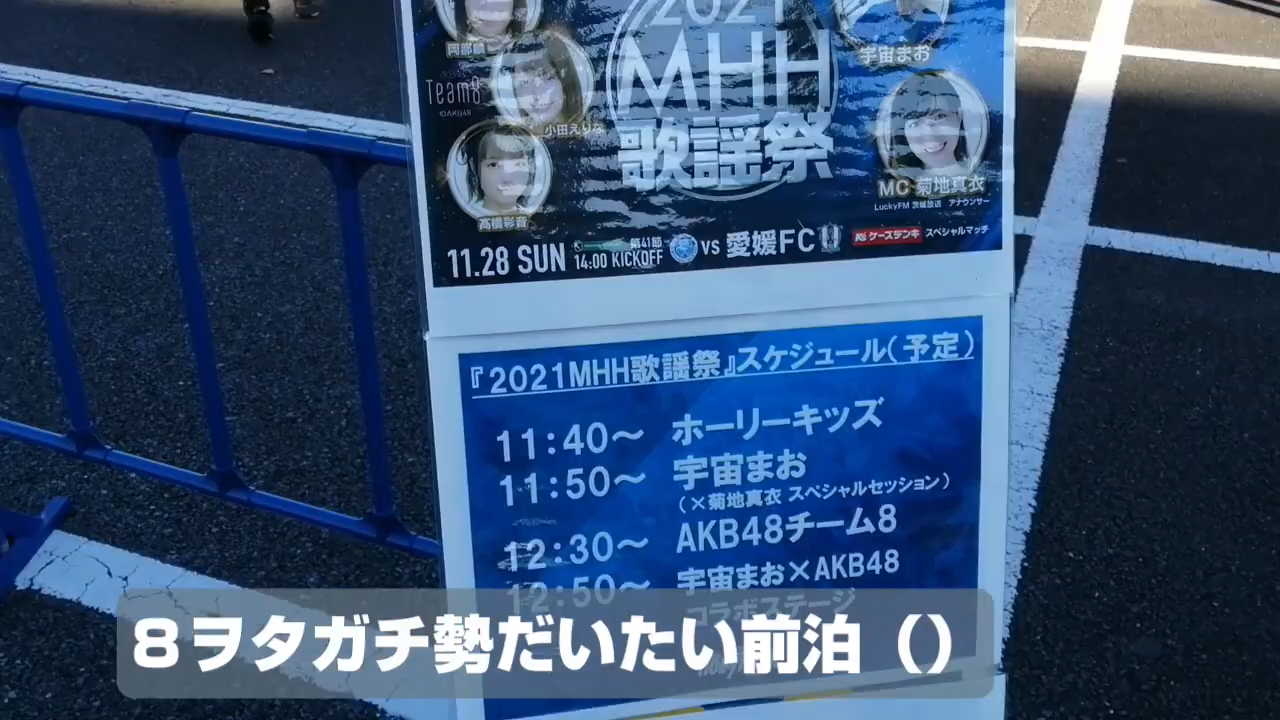 2021
MHH
歌謡祭
岡部麟
Team8
©AKB48
小田えりな
高橋彩音
宇宙まお
MC 菊地真衣
LuckyFM 茨城放送 アナウンサー
11.28 SUN 第41節 14:00 KICKOFF VS 愛媛FC ケーズデンキ スペシャルマッチ
『2021MHH歌謡祭』スケジュール(予定)
11:40～ ホーリーキッズ
11:50～ 宇宙まお
(×菊地真衣 スペシャルセッション)
12:30～ AKB48チーム8
12:50～ 宇宙まお×AKB48
コラボステージ
８ヲタガチ勢だいたい前泊（）